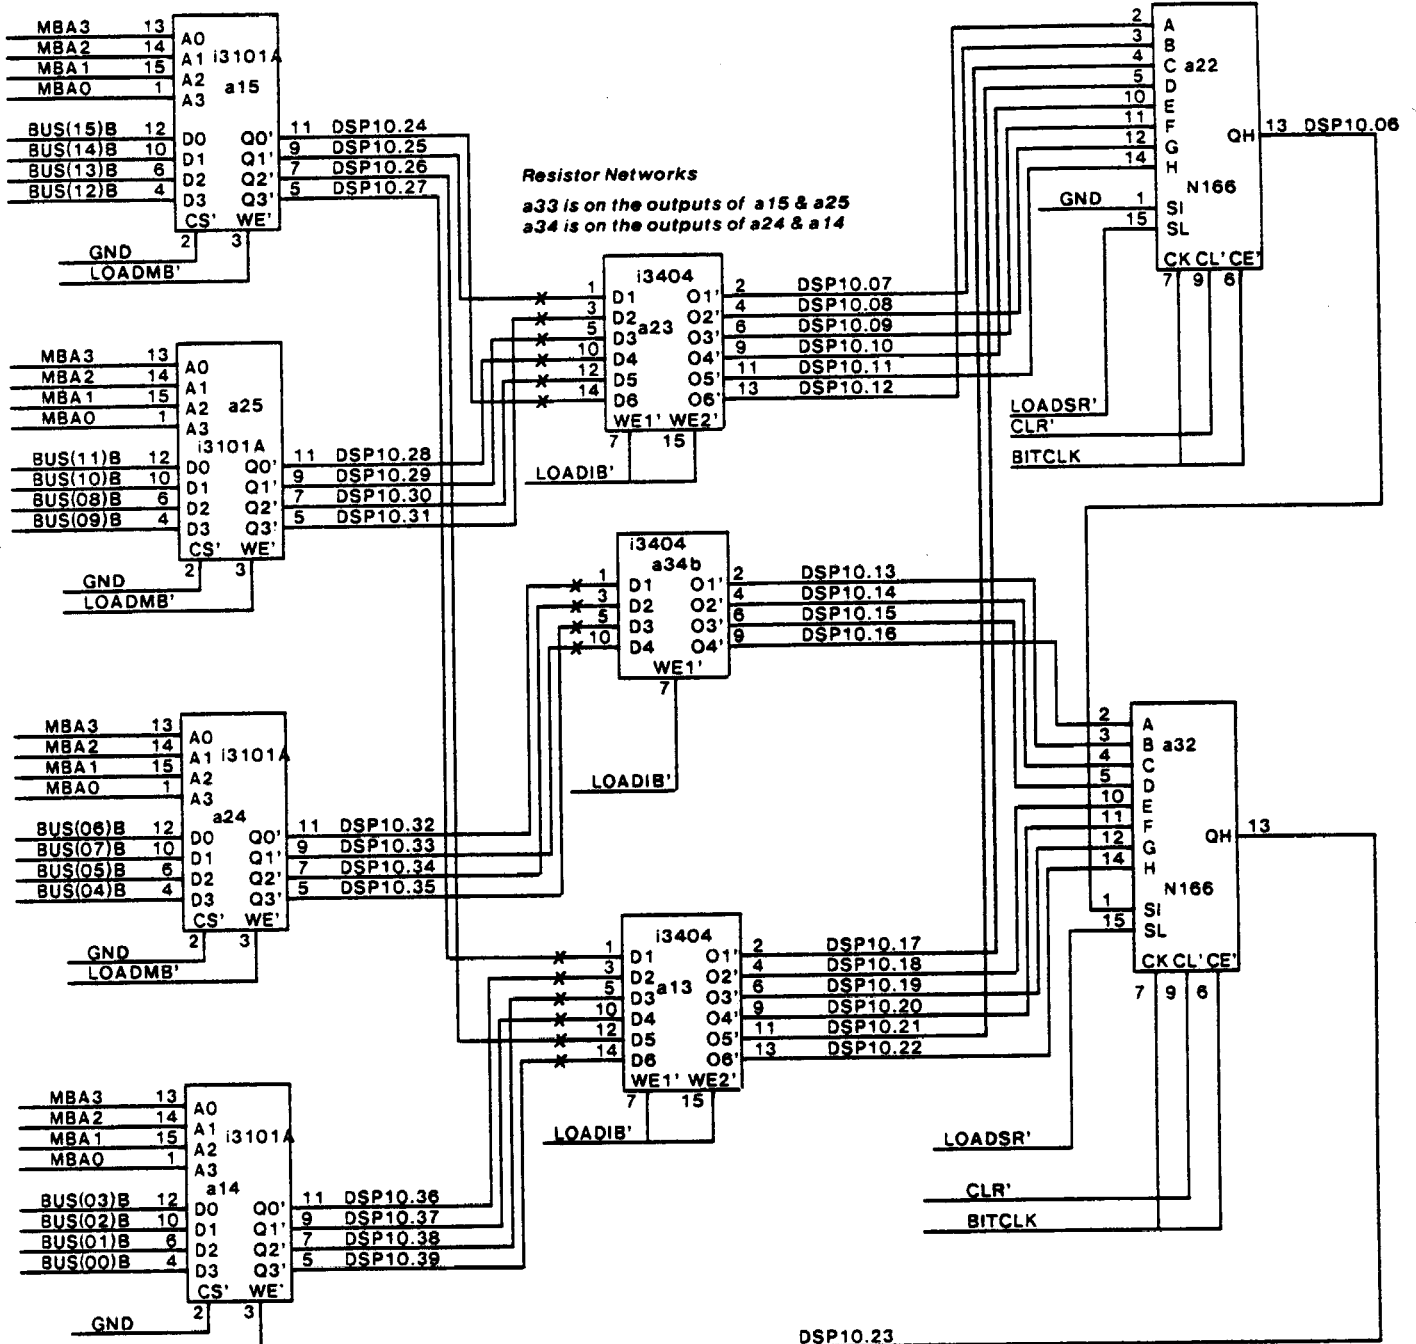 MBA3 13 A0
MBA2 14 A1 i3101A
MBA1 15 A2 a15
MBA0 1 A3
BUS(15)B 12 D0 Q0' 11 DSP10.24
BUS(14)B 10 D1 Q1' 9 DSP10.25
BUS(13)B 6 D2 Q2' 7 DSP10.26
BUS(12)B 4 D3 Q3' 5 DSP10.27
CS' WE'
2 3
GND
LOADMB'
Resistor Networks
a33 is on the outputs of a15 & a25
a34 is on the outputs of a24 & a14
2 A
3 B
4 C a22
5 D
10 E
11 F
12 G QH 13 DSP10.06
14 H
N166
GND 1 SI
15 SL
CK CL' CE'
7 9 6
LOADSR'
CLR'
BITCLK
i3404
1 D1 O1' 2 DSP10.07
3 D2 O2' 4 DSP10.08
5 D3 a23 O3' 6 DSP10.09
10 D4 O4' 9 DSP10.10
12 D5 O5' 11 DSP10.11
14 D6 O6' 13 DSP10.12
WE1' WE2'
7 15
LOADIB'
MBA3 13 A0
MBA2 14 A1
MBA1 15 A2 a25
MBA0 1 A3
i3101A
BUS(11)B 12 D0 Q0' 11 DSP10.28
BUS(10)B 10 D1 Q1' 9 DSP10.29
BUS(08)B 6 D2 Q2' 7 DSP10.30
BUS(09)B 4 D3 Q3' 5 DSP10.31
CS' WE'
2 3
GND
LOADMB'
i3404
a34b
1 D1 O1' 2 DSP10.13
3 D2 O2' 4 DSP10.14
5 D3 O3' 6 DSP10.15
10 D4 O4' 9 DSP10.16
WE1'
7
LOADIB'
MBA3 13 A0
MBA2 14 A1 i3101A
MBA1 15 A2
MBA0 1 A3
a24
BUS(06)B 12 D0 Q0' 11 DSP10.32
BUS(07)B 10 D1 Q1' 9 DSP10.33
BUS(05)B 6 D2 Q2' 7 DSP10.34
BUS(04)B 4 D3 Q3' 5 DSP10.35
CS' WE'
2 3
GND
LOADMB'
2 A
3 B a32
4 C
5 D
10 E
11 F
12 G QH 13
14 H
N166
1 SI
15 SL
CK CL' CE'
7 9 6
LOADSR'
CLR'
BITCLK
i3404
1 D1 O1' 2 DSP10.17
3 D2 O2' 4 DSP10.18
5 D3 a13 O3' 6 DSP10.19
10 D4 O4' 9 DSP10.20
12 D5 O5' 11 DSP10.21
14 D6 O6' 13 DSP10.22
WE1' WE2'
7 15
LOADIB'
MBA3 13 A0
MBA2 14 A1
MBA1 15 A2 i3101A
MBA0 1 A3
a14
BUS(03)B 12 D0 Q0' 11 DSP10.36
BUS(02)B 10 D1 Q1' 9 DSP10.37
BUS(01)B 6 D2 Q2' 7 DSP10.38
BUS(00)B 4 D3 Q3' 5 DSP10.39
CS' WE'
2 3
GND
DSP10.23